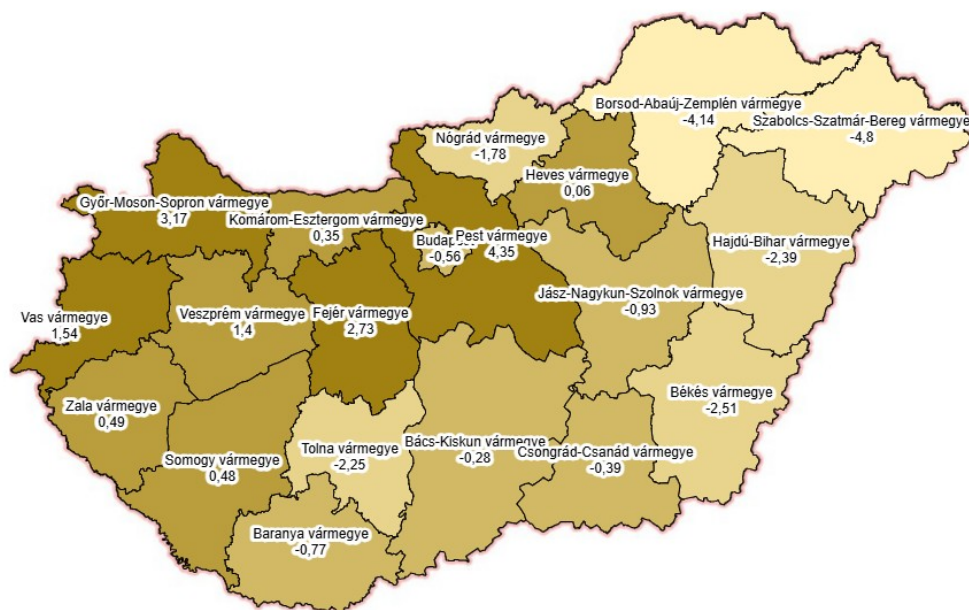 Borsod-Abaúj-Zemplén vármegye
-4,14
Szabolcs-Szatmár-Bereg vármegye
-4,8
Nógrád vármegye
-1,78
Heves vármegye
0,06
Győr-Moson-Sopron vármegye
3,17
Komárom-Esztergom vármegye
0,35
Budapest
-0,56
Pest vármegye
4,35
Hajdú-Bihar vármegye
-2,39
Jász-Nagykun-Szolnok vármegye
-0,93
Vas vármegye
1,54
Veszprém vármegye
1,4
Fejér vármegye
2,73
Békés vármegye
-2,51
Zala vármegye
0,49
Bács-Kiskun vármegye
-0,28
Csongrád-Csanád vármegye
-0,39
Tolna vármegye
-2,25
Somogy vármegye
0,48
Baranya vármegye
-0,77